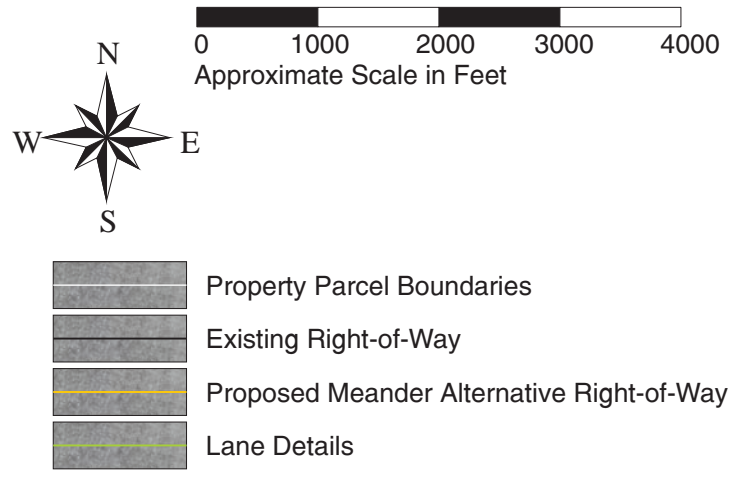 0 1000 2000 3000 4000
Approximate Scale in Feet
N
W E
S
Property Parcel Boundaries
Existing Right-of-Way
Proposed Meander Alternative Right-of-Way
Lane Details